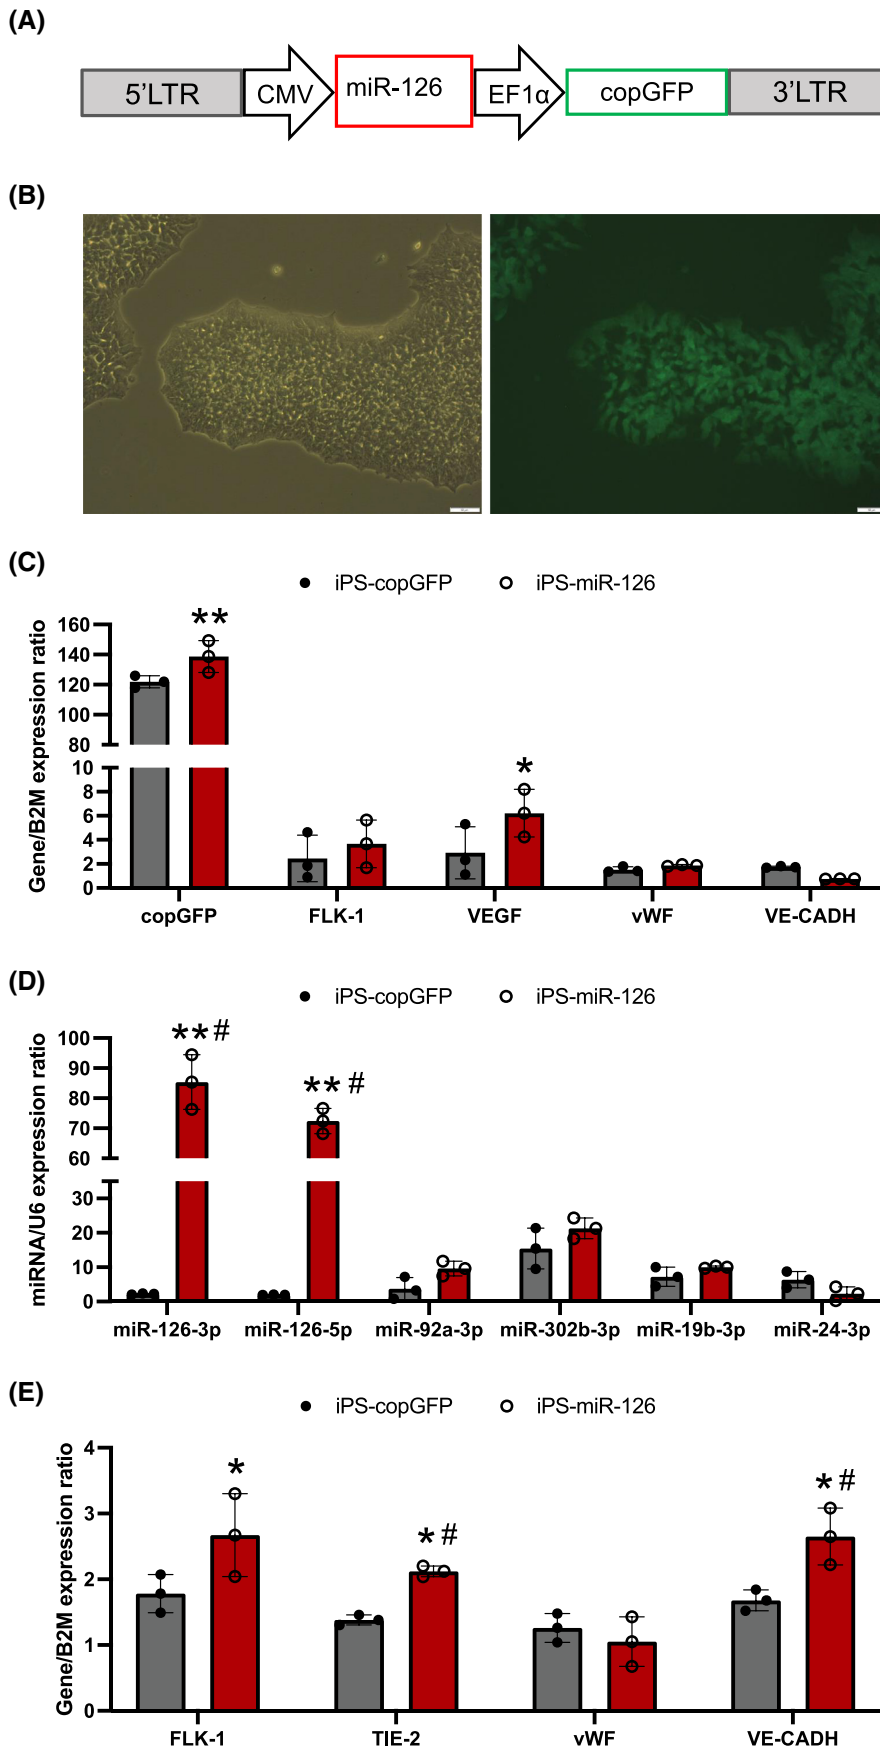 (A)
5'LTR CMV miR-126 EF1α copGFP 3'LTR
(B)
(C)
iPS-copGFP iPS-miR-126
Gene/B2M expression ratio
160
140
120
100
80
10
8
6
4
2
0
** *
copGFP FLK-1 VEGF vWF VE-CADH
(D)
iPS-copGFP iPS-miR-126
miRNA/U6 expression ratio
100
90
80
70
60
30
20
10
0
**# **#
miR-126-3p miR-126-5p miR-92a-3p miR-302b-3p miR-19b-3p miR-24-3p
(E)
iPS-copGFP iPS-miR-126
Gene/B2M expression ratio
4
3
2
1
0
* *# *#
FLK-1 TIE-2 vWF VE-CADH